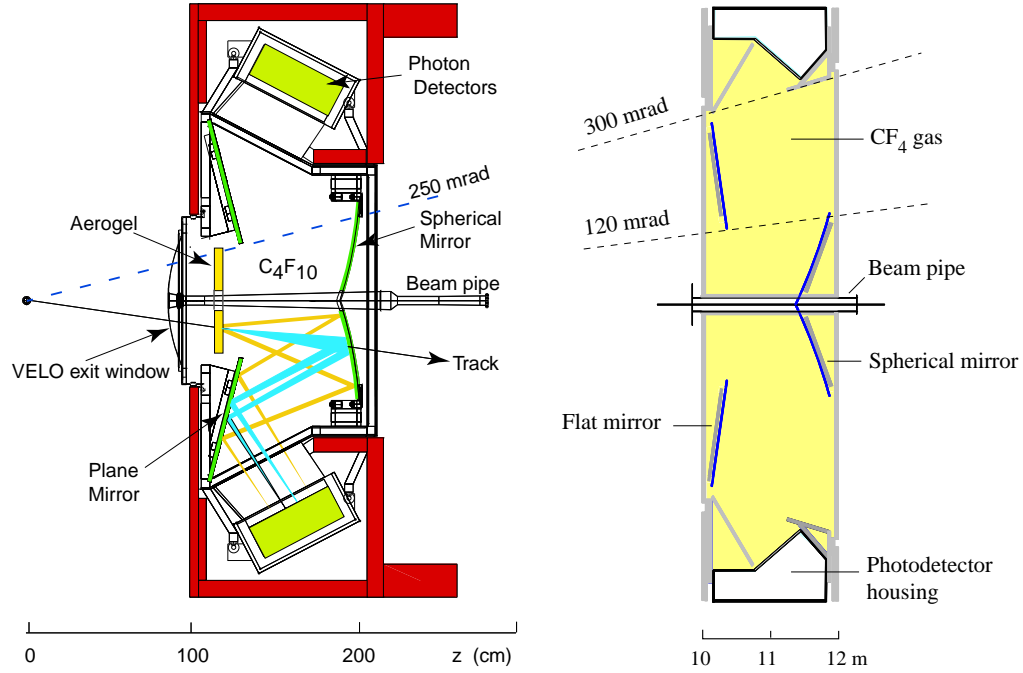 Photon
Detectors
250 mrad
Aerogel
Spherical
Mirror
C4F10
Beam pipe
VELO exit window
Track
Plane
Mirror
0
100
200
z (cm)
300 mrad
CF4 gas
120 mrad
Beam pipe
Spherical mirror
Flat mirror
Photodetector
housing
10
11
12 m